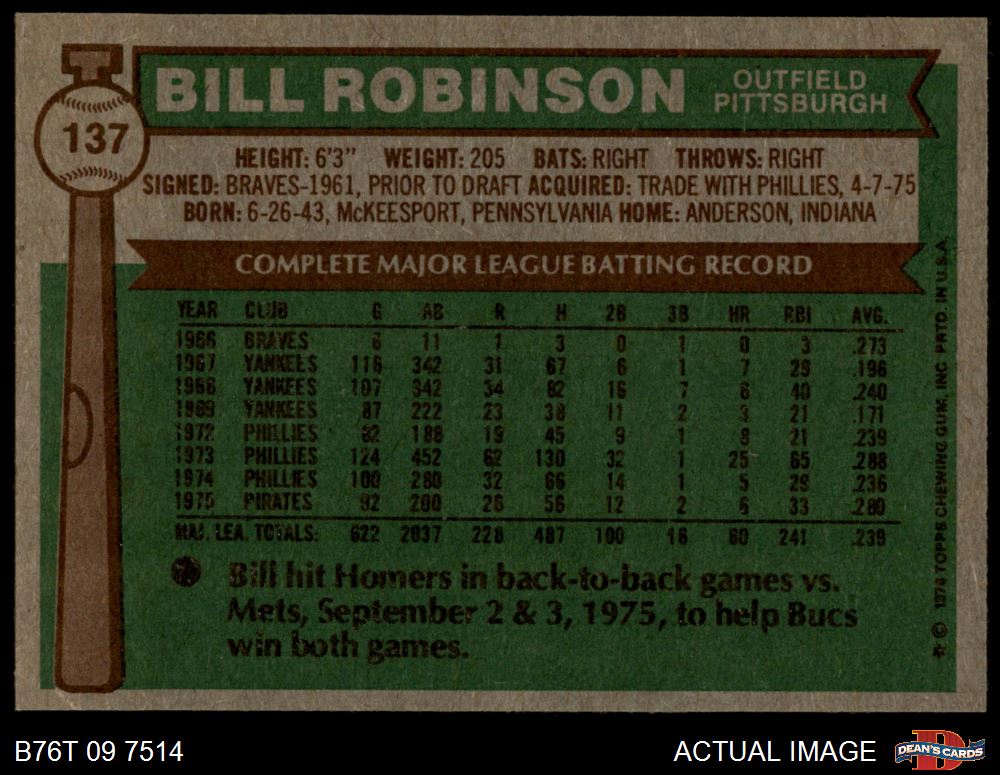 BILL ROBINSON
OUTFIELD
PITTSBURGH
137
HEIGHT: 6'3" WEIGHT: 205 BATS: RIGHT THROWS: RIGHT
SIGNED: BRAVES-1961, PRIOR TO DRAFT ACQUIRED: TRADE WITH PHILLIES, 4-7-75
BORN: 6-26-43, McKEESPORT, PENNSYLVANIA HOME: ANDERSON, INDIANA
COMPLETE MAJOR LEAGUE BATTING RECORD
YEAR CLUB G AB R H 2B 3B HR RBI AVG.
1966 BRAVES 6 11 1 3 0 1 0 3 .273
1967 YANKEES 116 342 31 67 6 1 7 29 .196
1968 YANKEES 107 342 34 82 16 7 6 40 .240
1969 YANKEES 87 222 23 38 11 2 3 21 .171
1972 PHILLIES 82 188 19 45 9 1 8 21 .239
1973 PHILLIES 124 452 62 130 32 1 25 65 .288
1974 PHILLIES 100 280 32 66 14 1 5 29 .236
1975 PIRATES 92 200 26 56 12 2 6 33 .280
MAJ. LEA. TOTALS: 622 2037 228 487 100 16 60 241 .239
Bill hit Homers in back-to-back games vs.
Mets, September 2 & 3, 1975, to help Bucs
win both games.
* © 1976 TOPPS CHEWING GUM, INC PRTD. IN U.S.A.
B76T 09 7514
ACTUAL IMAGE
D
DEAN'S CARDS